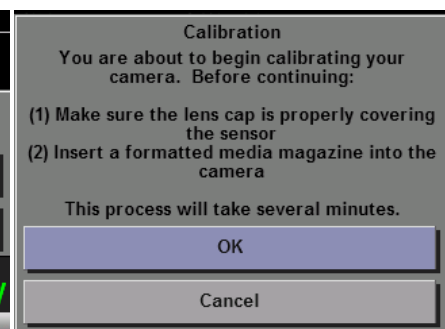 Calibration
You are about to begin calibrating your
camera. Before continuing:
(1) Make sure the lens cap is properly covering
the sensor
(2) Insert a formatted media magazine into the
camera
This process will take several minutes.
OK
Cancel